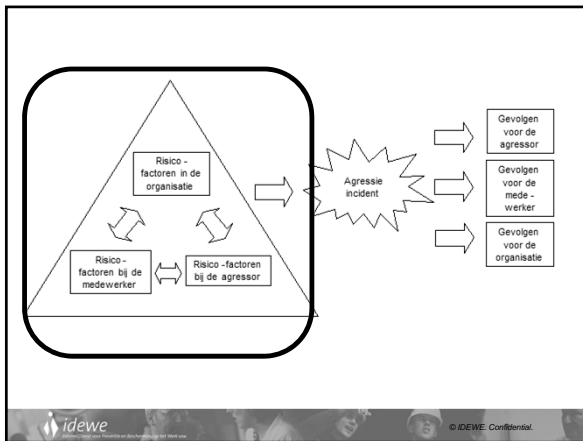 Risico -
factoren in de
organisatie
Risico -
factoren bij de
medewerker
Risico -factoren
bij de agressor
Agressie
incident
Gevolgen
voor de
agressor
Gevolgen
voor de
mede -
werker
Gevolgen
voor de
organisatie
idewe
© IDEWE. Confidential.